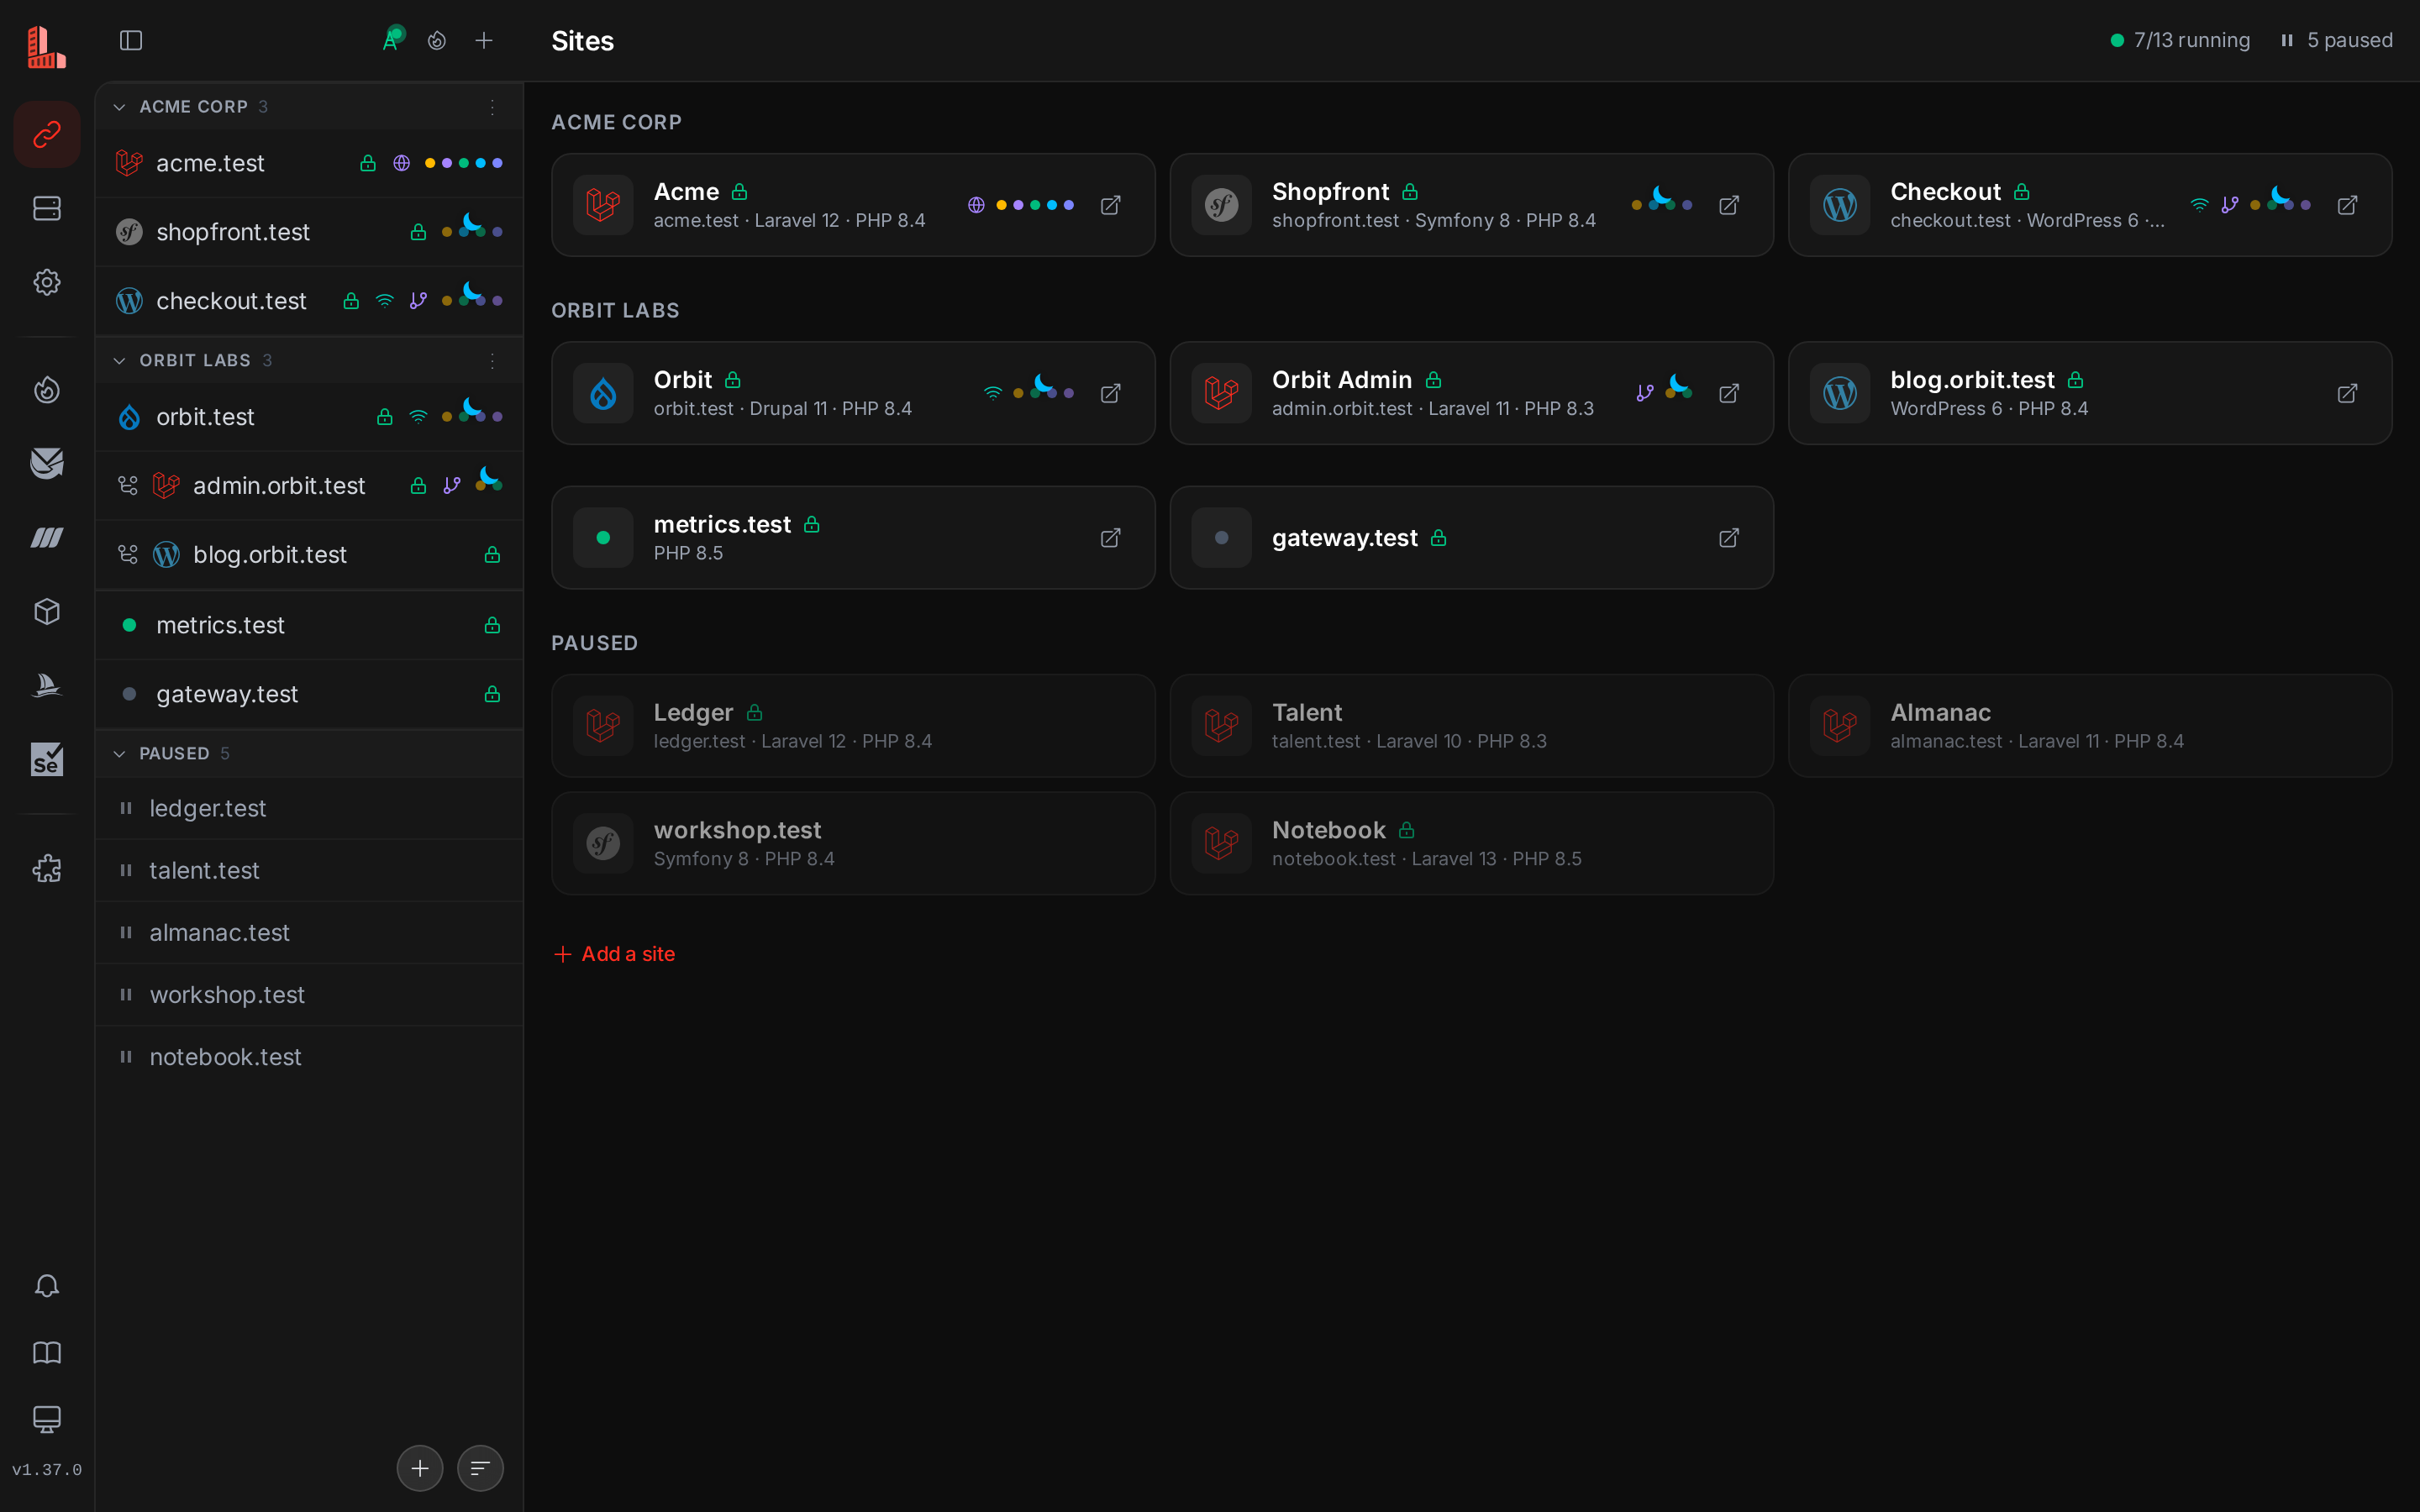 Sites
7/13 running
5 paused
ACME CORP 3
acme.test
shopfront.test
checkout.test
ORBIT LABS 3
orbit.test
admin.orbit.test
blog.orbit.test
metrics.test
gateway.test
PAUSED 5
ledger.test
talent.test
almanac.test
workshop.test
notebook.test
Se
v1.37.0
ACME CORP
Acme
acme.test · Laravel 12 · PHP 8.4
Shopfront
shopfront.test · Symfony 8 · PHP 8.4
Checkout
checkout.test · WordPress 6 ·...
ORBIT LABS
Orbit
orbit.test · Drupal 11 · PHP 8.4
Orbit Admin
admin.orbit.test · Laravel 11 · PHP 8.3
blog.orbit.test
WordPress 6 · PHP 8.4
metrics.test
PHP 8.5
gateway.test
PAUSED
Ledger
ledger.test · Laravel 12 · PHP 8.4
Talent
talent.test · Laravel 10 · PHP 8.3
Almanac
almanac.test · Laravel 11 · PHP 8.4
workshop.test
Symfony 8 · PHP 8.4
Notebook
notebook.test · Laravel 13 · PHP 8.5
Add a site